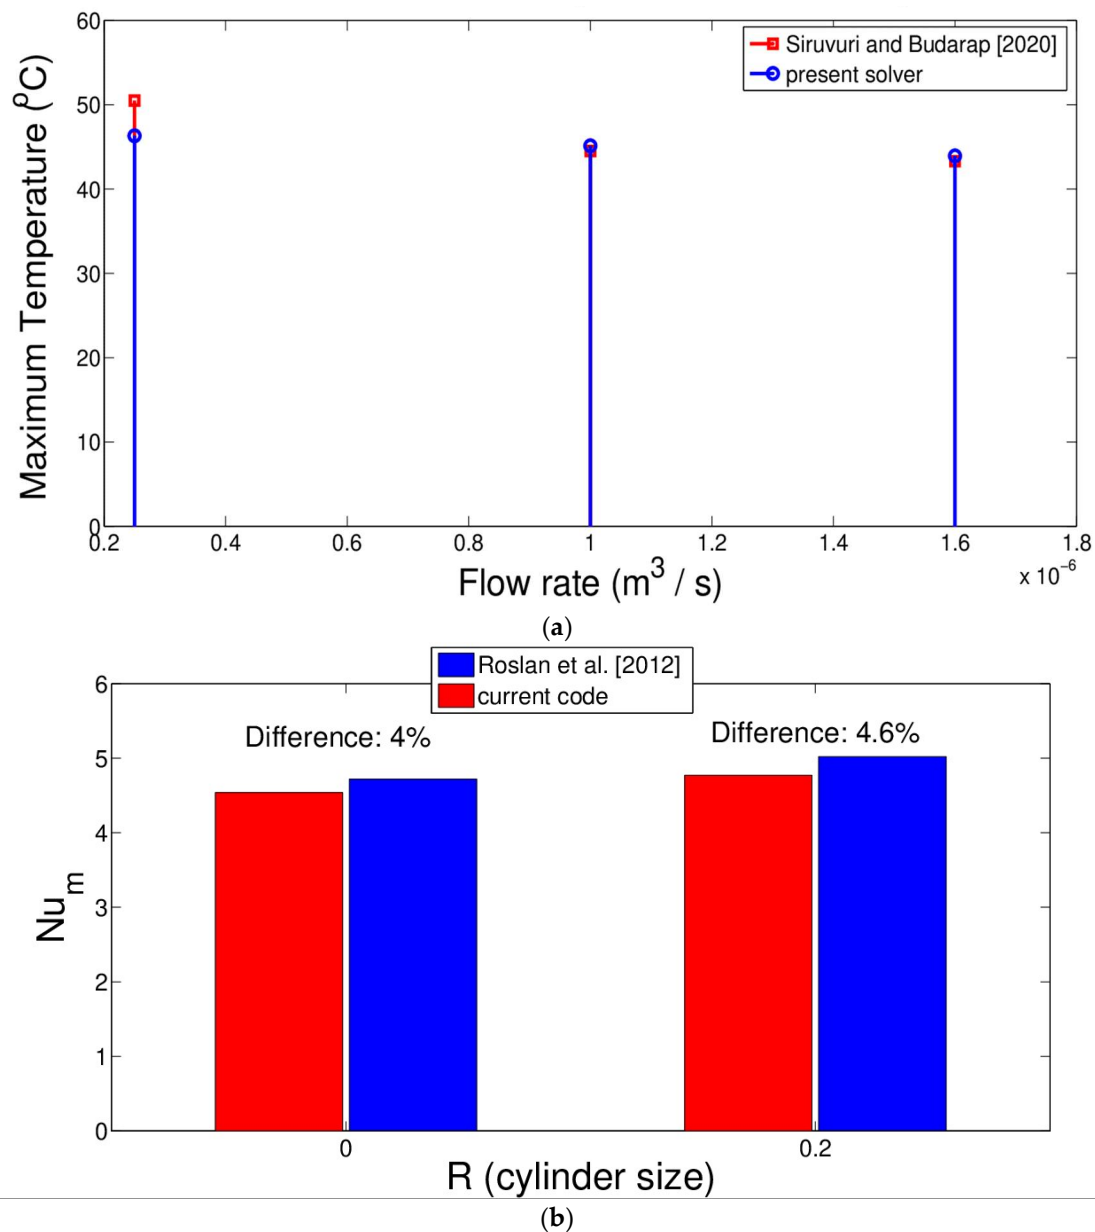 60
50
40
30
20
10
0
Maximum Temperature (⁰C)
Siruvuri and Budarap [2020]
present solver
0.2 0.4 0.6 0.8 1 1.2 1.4 1.6 1.8
x 10⁻⁶
Flow rate (m³ / s)
(a)
Roslan et al. [2012]
current code
6
5
4
3
2
1
0
Nuₘ
Difference: 4%
Difference: 4.6%
0 0.2
R (cylinder size)
(b)